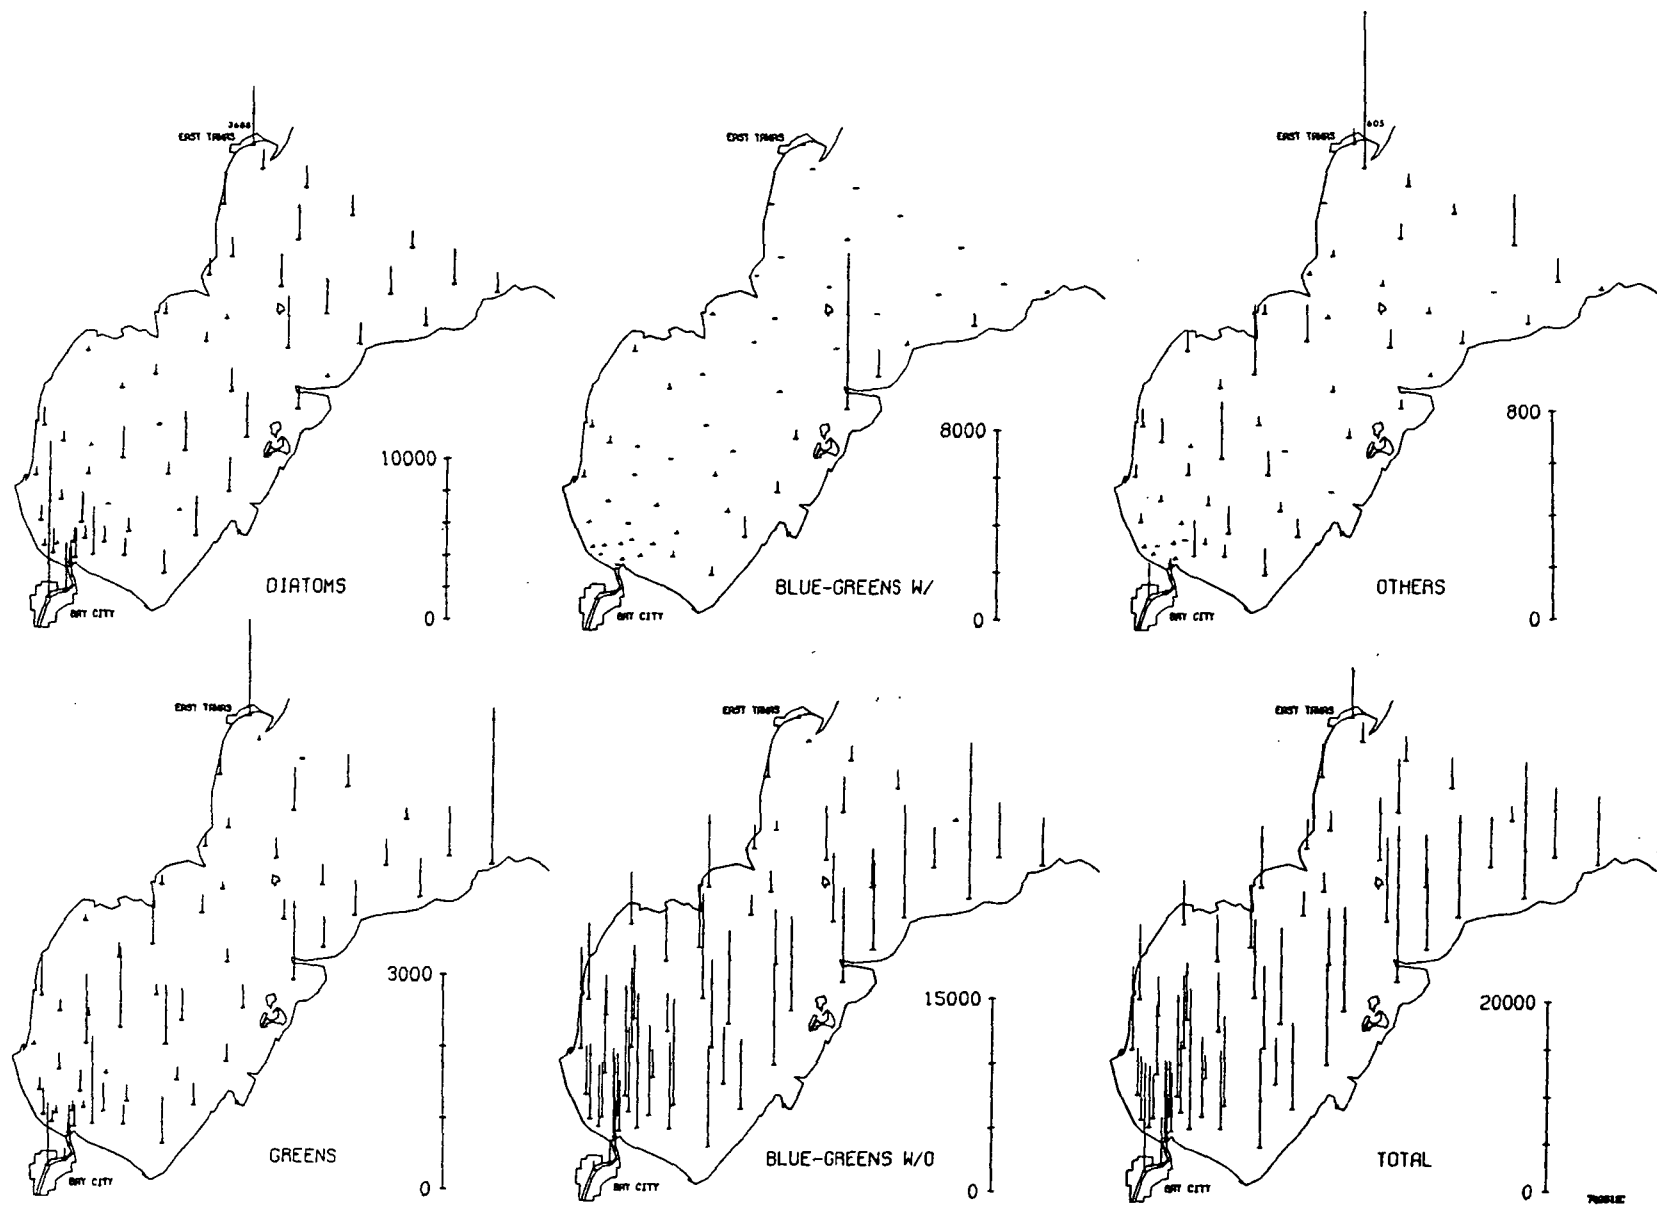 3688
EAST TAWAS
10000
0
DIATOMS
BAY CITY
EAST TAWAS
8000
0
BLUE-GREENS W/
BAY CITY
605
EAST TAWAS
800
0
OTHERS
BAY CITY
EAST TAWAS
3000
0
GREENS
BAY CITY
EAST TAWAS
15000
0
BLUE-GREENS W/O
BAY CITY
EAST TAWAS
20000
0
TOTAL
BAY CITY